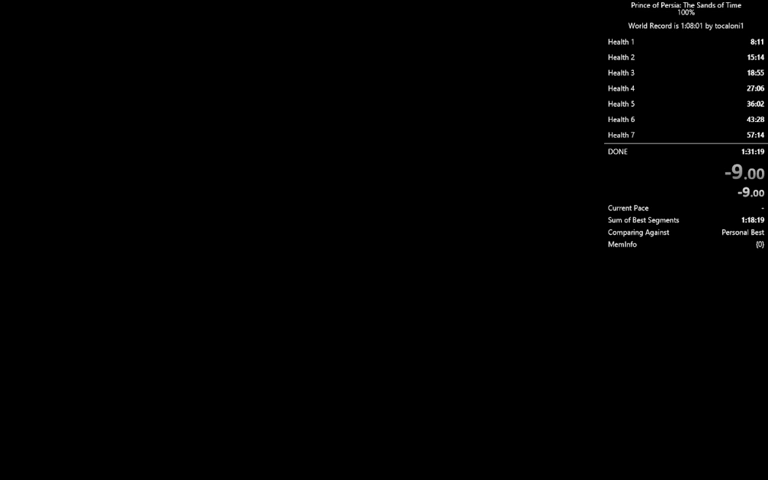 Prince of Persia: The Sands of Time
100%
World Record is 1:08:01 by tocaloni1
Health 1 8:11
Health 2 15:14
Health 3 18:55
Health 4 27:06
Health 5 36:02
Health 6 43:28
Health 7 57:14
DONE 1:31:19
-9.00
-9.00
Current Pace -
Sum of Best Segments 1:18:19
Comparing Against Personal Best
MemInfo (0)